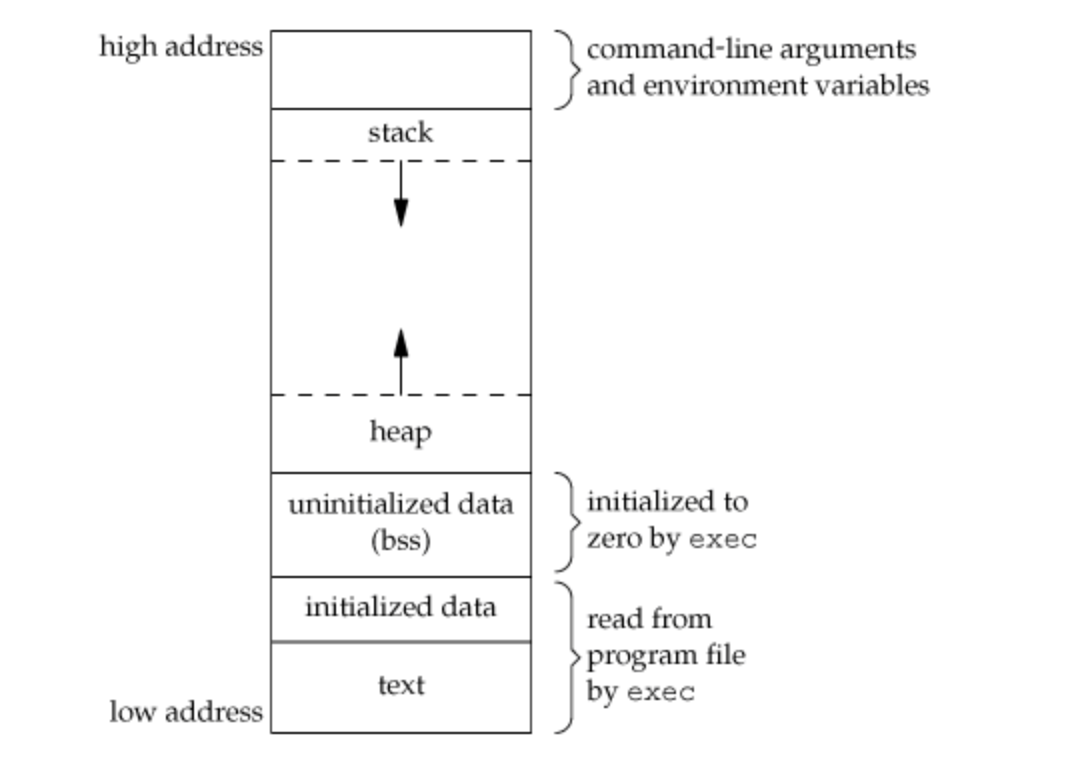 high address
command-line arguments
and environment variables
stack
heap
uninitialized data
(bss)
initialized to
zero by exec
initialized data
read from
program file
by exec
text
low address